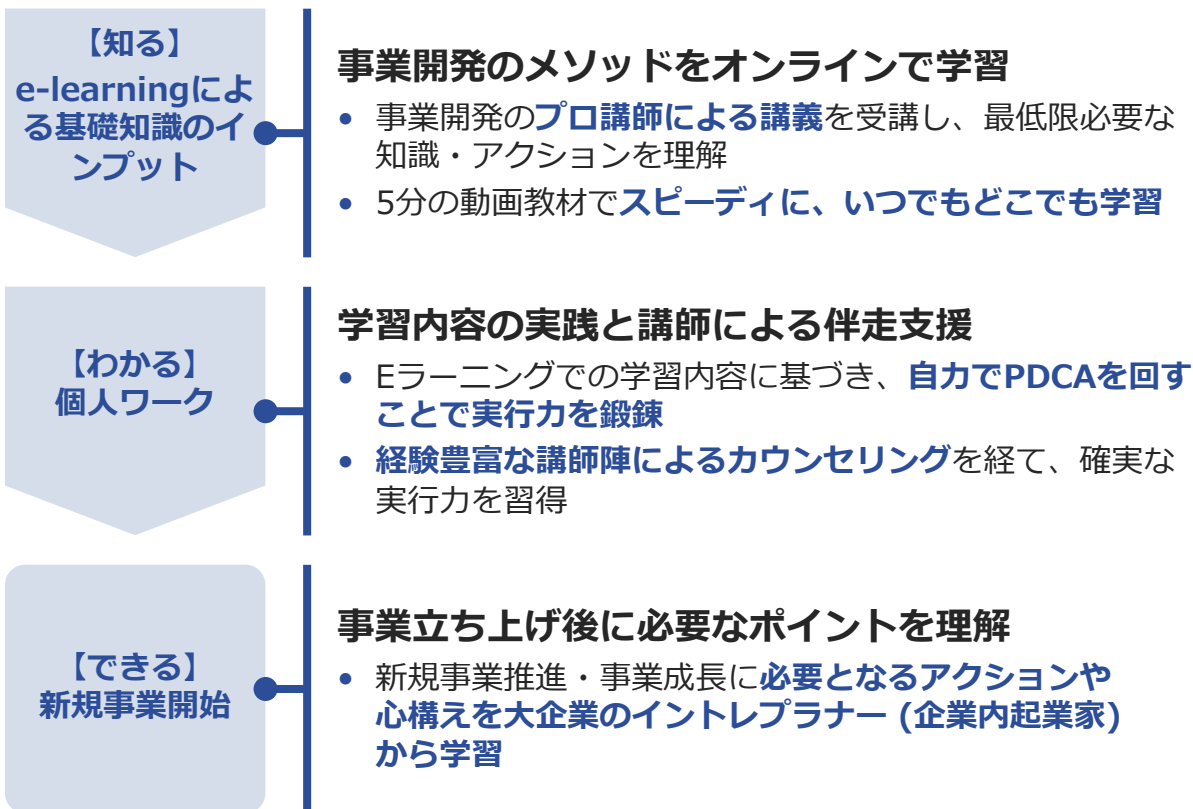 【知る】
e-learningによ
る基礎知識のイ
ンプット
事業開発のメソッドをオンラインで学習
• 事業開発のプロ講師による講義を受講し、最低限必要な
知識・アクションを理解
• 5分の動画教材でスピーディに、いつでもどこでも学習
【わかる】
個人ワーク
学習内容の実践と講師による伴走支援
• Eラーニングでの学習内容に基づき、自力でPDCAを回す
ことで実行力を鍛錬
• 経験豊富な講師陣によるカウンセリングを経て、確実な
実行力を習得
【できる】
新規事業開始
事業立ち上げ後に必要なポイントを理解
• 新規事業推進・事業成長に必要となるアクションや
心構えを大企業のイントレプラナー (企業内起業家)
から学習